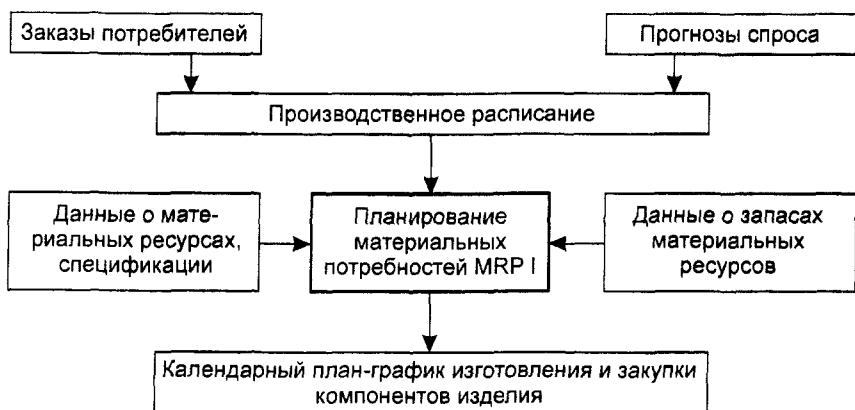 Заказы потребителей
Прогнозы спроса
Производственное расписание
Данные о мате-
риальных ресурсах,
спецификации
Планирование
материальных
потребностей MRP I
Данные о запасах
материальных
ресурсов
Календарный план-график изготовления и закупки
компонентов изделия